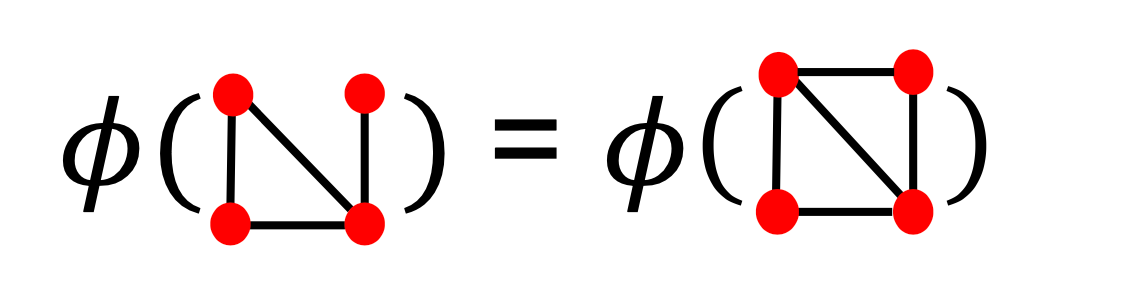 ϕ( ) = ϕ( )